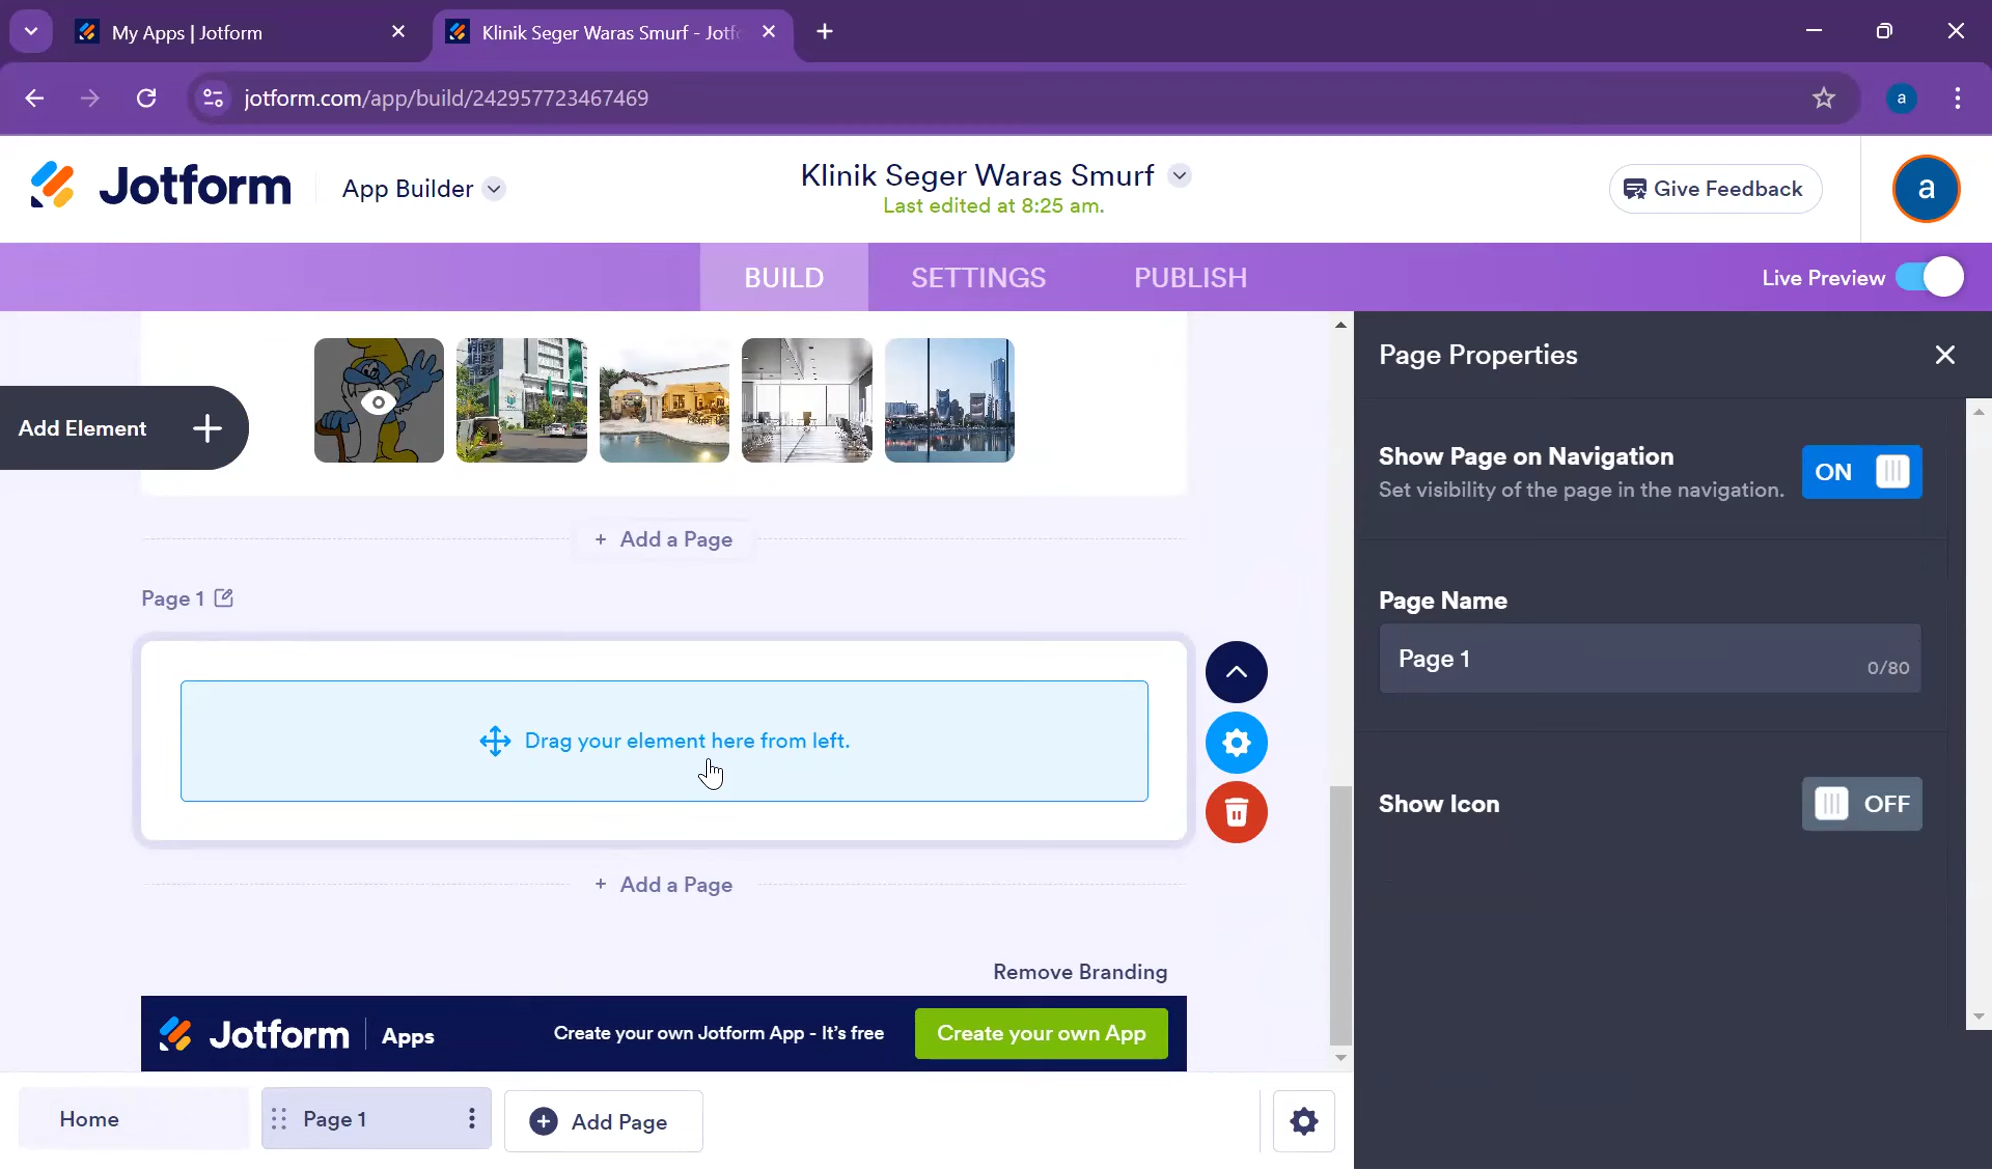 My Apps | Jotform
Klinik Seger Waras Smurf - Jotf
jotform.com/app/build/242957723467469
a
Jotform
App Builder
Klinik Seger Waras Smurf
Last edited at 8:25 am.
Give Feedback
a
BUILD
SETTINGS
PUBLISH
Live Preview
Add Element
+ Add a Page
Page 1
Drag your element here from left.
+ Add a Page
Remove Branding
Jotform Apps
Create your own Jotform App - It's free
Create your own App
Home
Page 1
Add Page
Page Properties
Show Page on Navigation
Set visibility of the page in the navigation.
ON
Page Name
Page 1
0/80
Show Icon
OFF